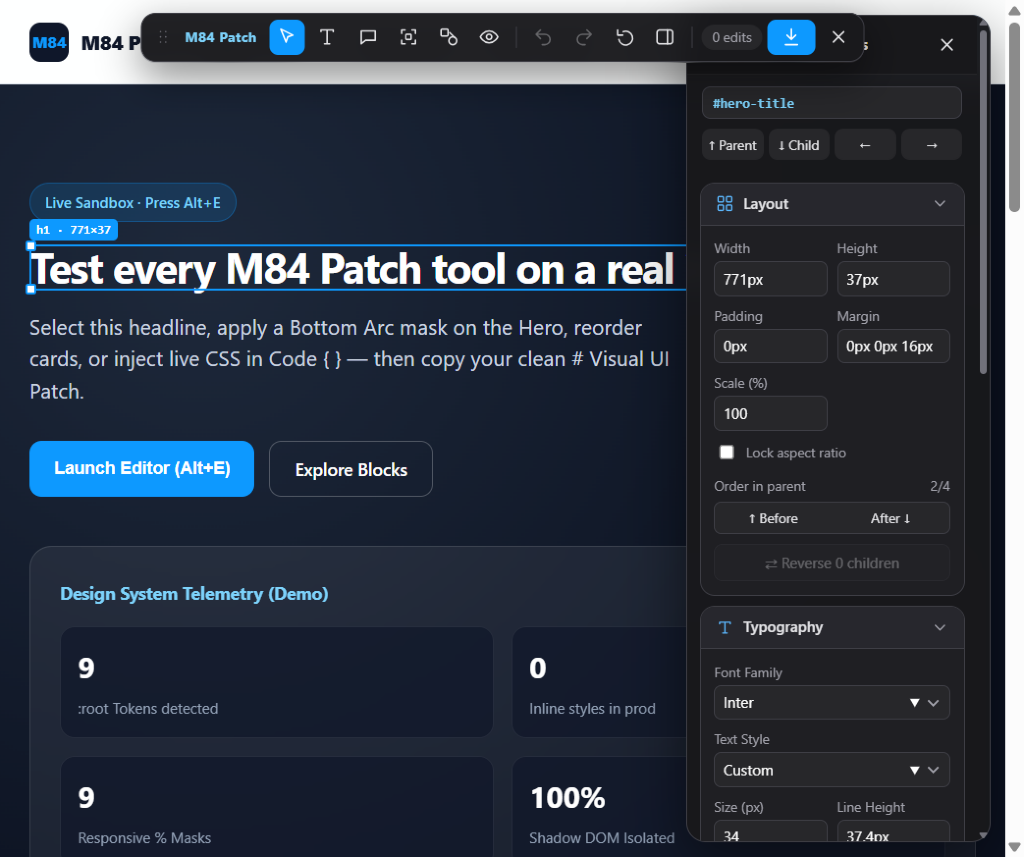 M84 M84 P
M84 Patch
0 edits
s
#hero-title
↑ Parent ↓ Child ← →
Live Sandbox · Press Alt+E
h1 · 771×37
Test every M84 Patch tool on a real
Select this headline, apply a Bottom Arc mask on the Hero, reorder
cards, or inject live CSS in Code { } — then copy your clean # Visual UI
Patch.
Launch Editor (Alt+E) Explore Blocks
Design System Telemetry (Demo)
9
:root Tokens detected
0
Inline styles in prod
9
Responsive % Masks
100%
Shadow DOM Isolated
Layout
Width Height
771px 37px
Padding Margin
0px 0px 0px 16px
Scale (%)
100
Lock aspect ratio
Order in parent 2/4
↑ Before After ↓
⇄ Reverse 0 children
Typography
Font Family
Inter ▼
Text Style
Custom ▼
Size (px) Line Height
34 37.4px